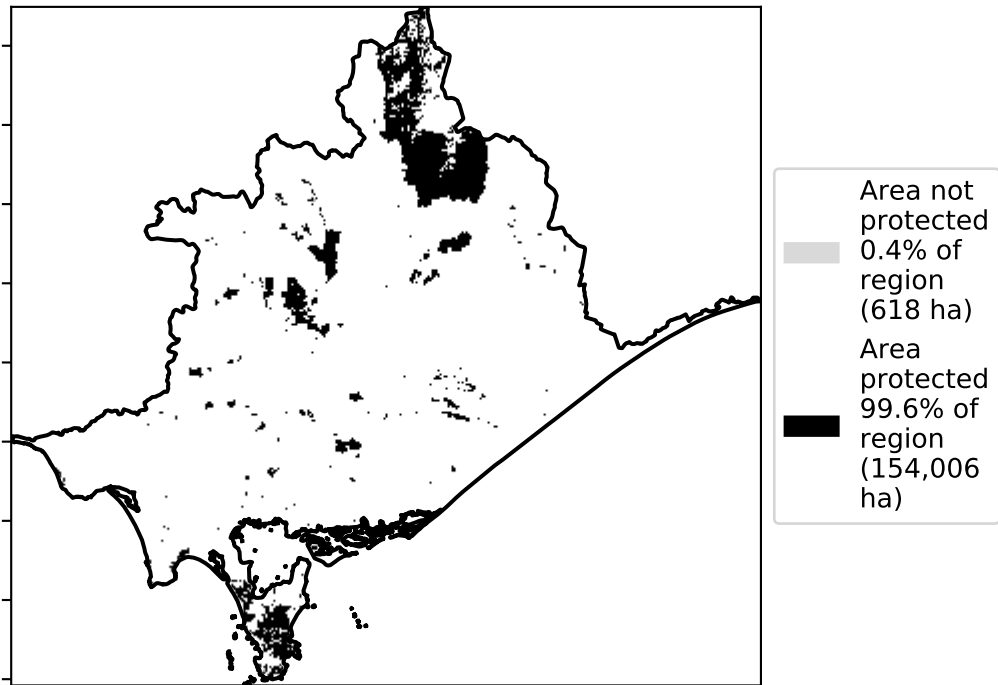 Area not
protected
0.4% of
region
(618 ha)
Area
protected
99.6% of
region
(154,006
ha)